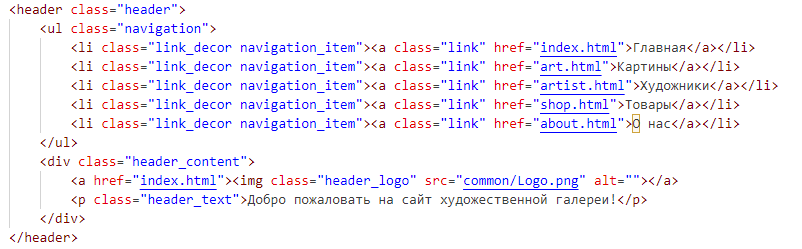 <header class="header">
<ul class="navigation">
<li class="link_decor navigation_item"><a class="link" href="index.html">Главная</a></li>
<li class="link_decor navigation_item"><a class="link" href="art.html">Картины</a></li>
<li class="link_decor navigation_item"><a class="link" href="artist.html">Художники</a></li>
<li class="link_decor navigation_item"><a class="link" href="shop.html">Товары</a></li>
<li class="link_decor navigation_item"><a class="link" href="about.html">О нас</a></li>
</ul>
<div class="header_content">
<a href="index.html"><img class="header_logo" src="common/Logo.png" alt=""></a>
<p class="header_text">Добро пожаловать на сайт художественной галереи!</p>
</div>
</header>